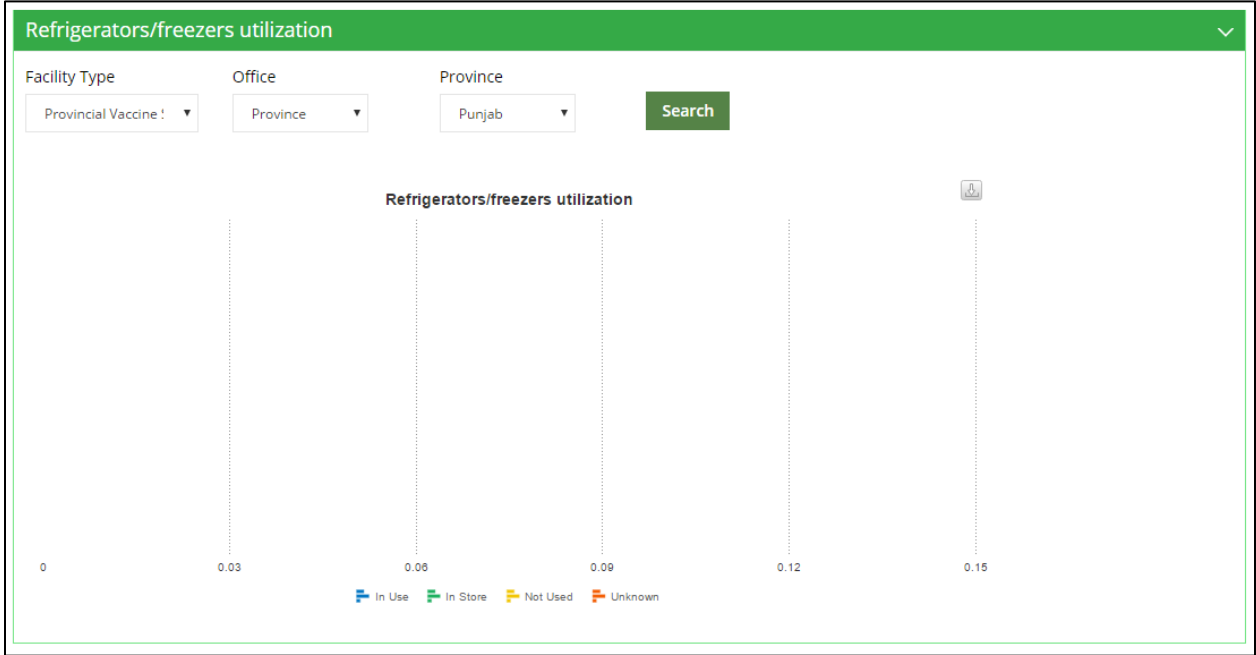 Refrigerators/freezers utilization
Facility Type Office Province
Provincial Vaccine Province Punjab Search
Refrigerators/freezers utilization
0 0.03 0.06 0.09 0.12 0.15
In Use In Store Not Used Unknown